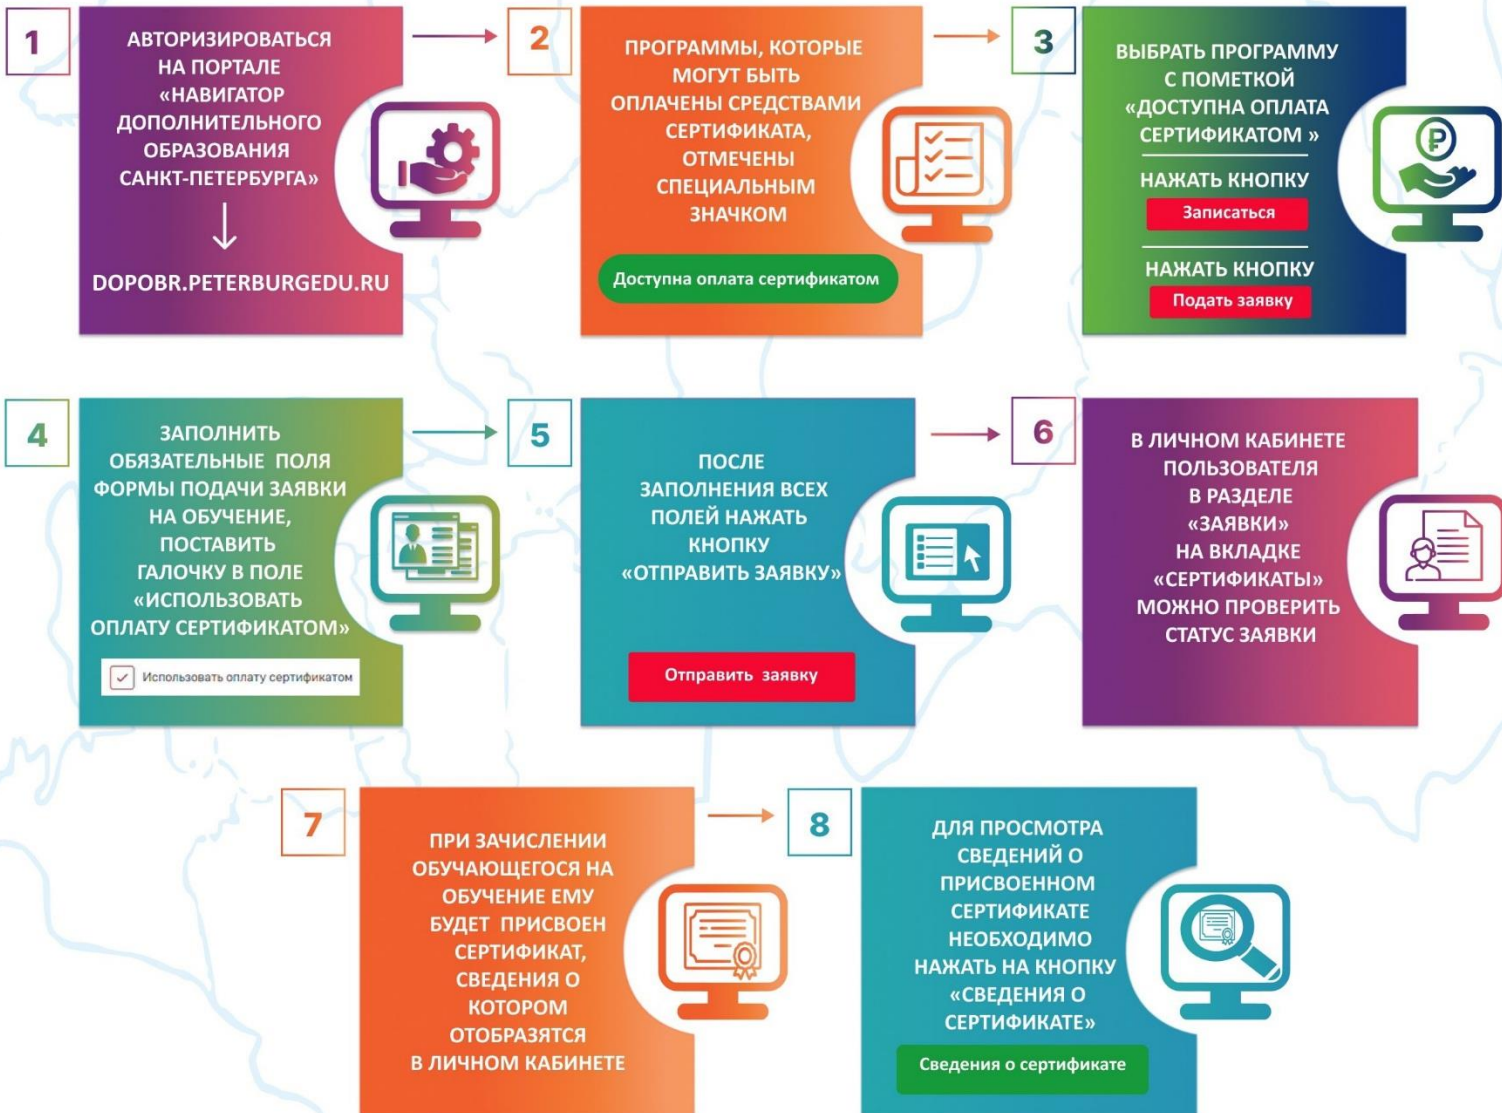 1
АВТОРИЗИРОВАТЬСЯ
НА ПОРТАЛЕ
«НАВИГАТОР
ДОПОЛНИТЕЛЬНОГО
ОБРАЗОВАНИЯ
САНКТ-ПЕТЕРБУРГА»
DOPOBR.PETERBURGEDU.RU
2
ПРОГРАММЫ, КОТОРЫЕ
МОГУТ БЫТЬ
ОПЛАЧЕНЫ СРЕДСТВАМИ
СЕРТИФИКАТА,
ОТМЕЧЕНЫ
СПЕЦИАЛЬНЫМ
ЗНАЧКОМ
Доступна оплата сертификатом
3
ВЫБРАТЬ ПРОГРАММУ
С ПОМЕТКОЙ
«ДОСТУПНА ОПЛАТА
СЕРТИФИКАТОМ »
НАЖАТЬ КНОПКУ
Записаться
НАЖАТЬ КНОПКУ
Подать заявку
4
ЗАПОЛНИТЬ
ОБЯЗАТЕЛЬНЫЕ ПОЛЯ
ФОРМЫ ПОДАЧИ ЗАЯВКИ
НА ОБУЧЕНИЕ,
ПОСТАВИТЬ
ГАЛОЧКУ В ПОЛЕ
«ИСПОЛЬЗОВАТЬ
ОПЛАТУ СЕРТИФИКАТОМ»
Использовать оплату сертификатом
5
ПОСЛЕ
ЗАПОЛНЕНИЯ ВСЕХ
ПОЛЕЙ НАЖАТЬ
КНОПКУ
«ОТПРАВИТЬ ЗАЯВКУ»
Отправить заявку
6
В ЛИЧНОМ КАБИНЕТЕ
ПОЛЬЗОВАТЕЛЯ
В РАЗДЕЛЕ
«ЗАЯВКИ»
НА ВКЛАДКЕ
«СЕРТИФИКАТЫ»
МОЖНО ПРОВЕРИТЬ
СТАТУС ЗАЯВКИ
7
ПРИ ЗАЧИСЛЕНИИ
ОБУЧАЮЩЕГОСЯ НА
ОБУЧЕНИЕ ЕМУ
БУДЕТ ПРИСВОЕН
СЕРТИФИКАТ,
СВЕДЕНИЯ О
КОТОРОМ
ОТОБРАЗЯТСЯ
В ЛИЧНОМ КАБИНЕТЕ
8
ДЛЯ ПРОСМОТРА
СВЕДЕНИЙ О
ПРИСВОЕННОМ
СЕРТИФИКАТЕ
НЕОБХОДИМО
НАЖАТЬ НА КНОПКУ
«СВЕДЕНИЯ О
СЕРТИФИКАТЕ»
Сведения о сертификате